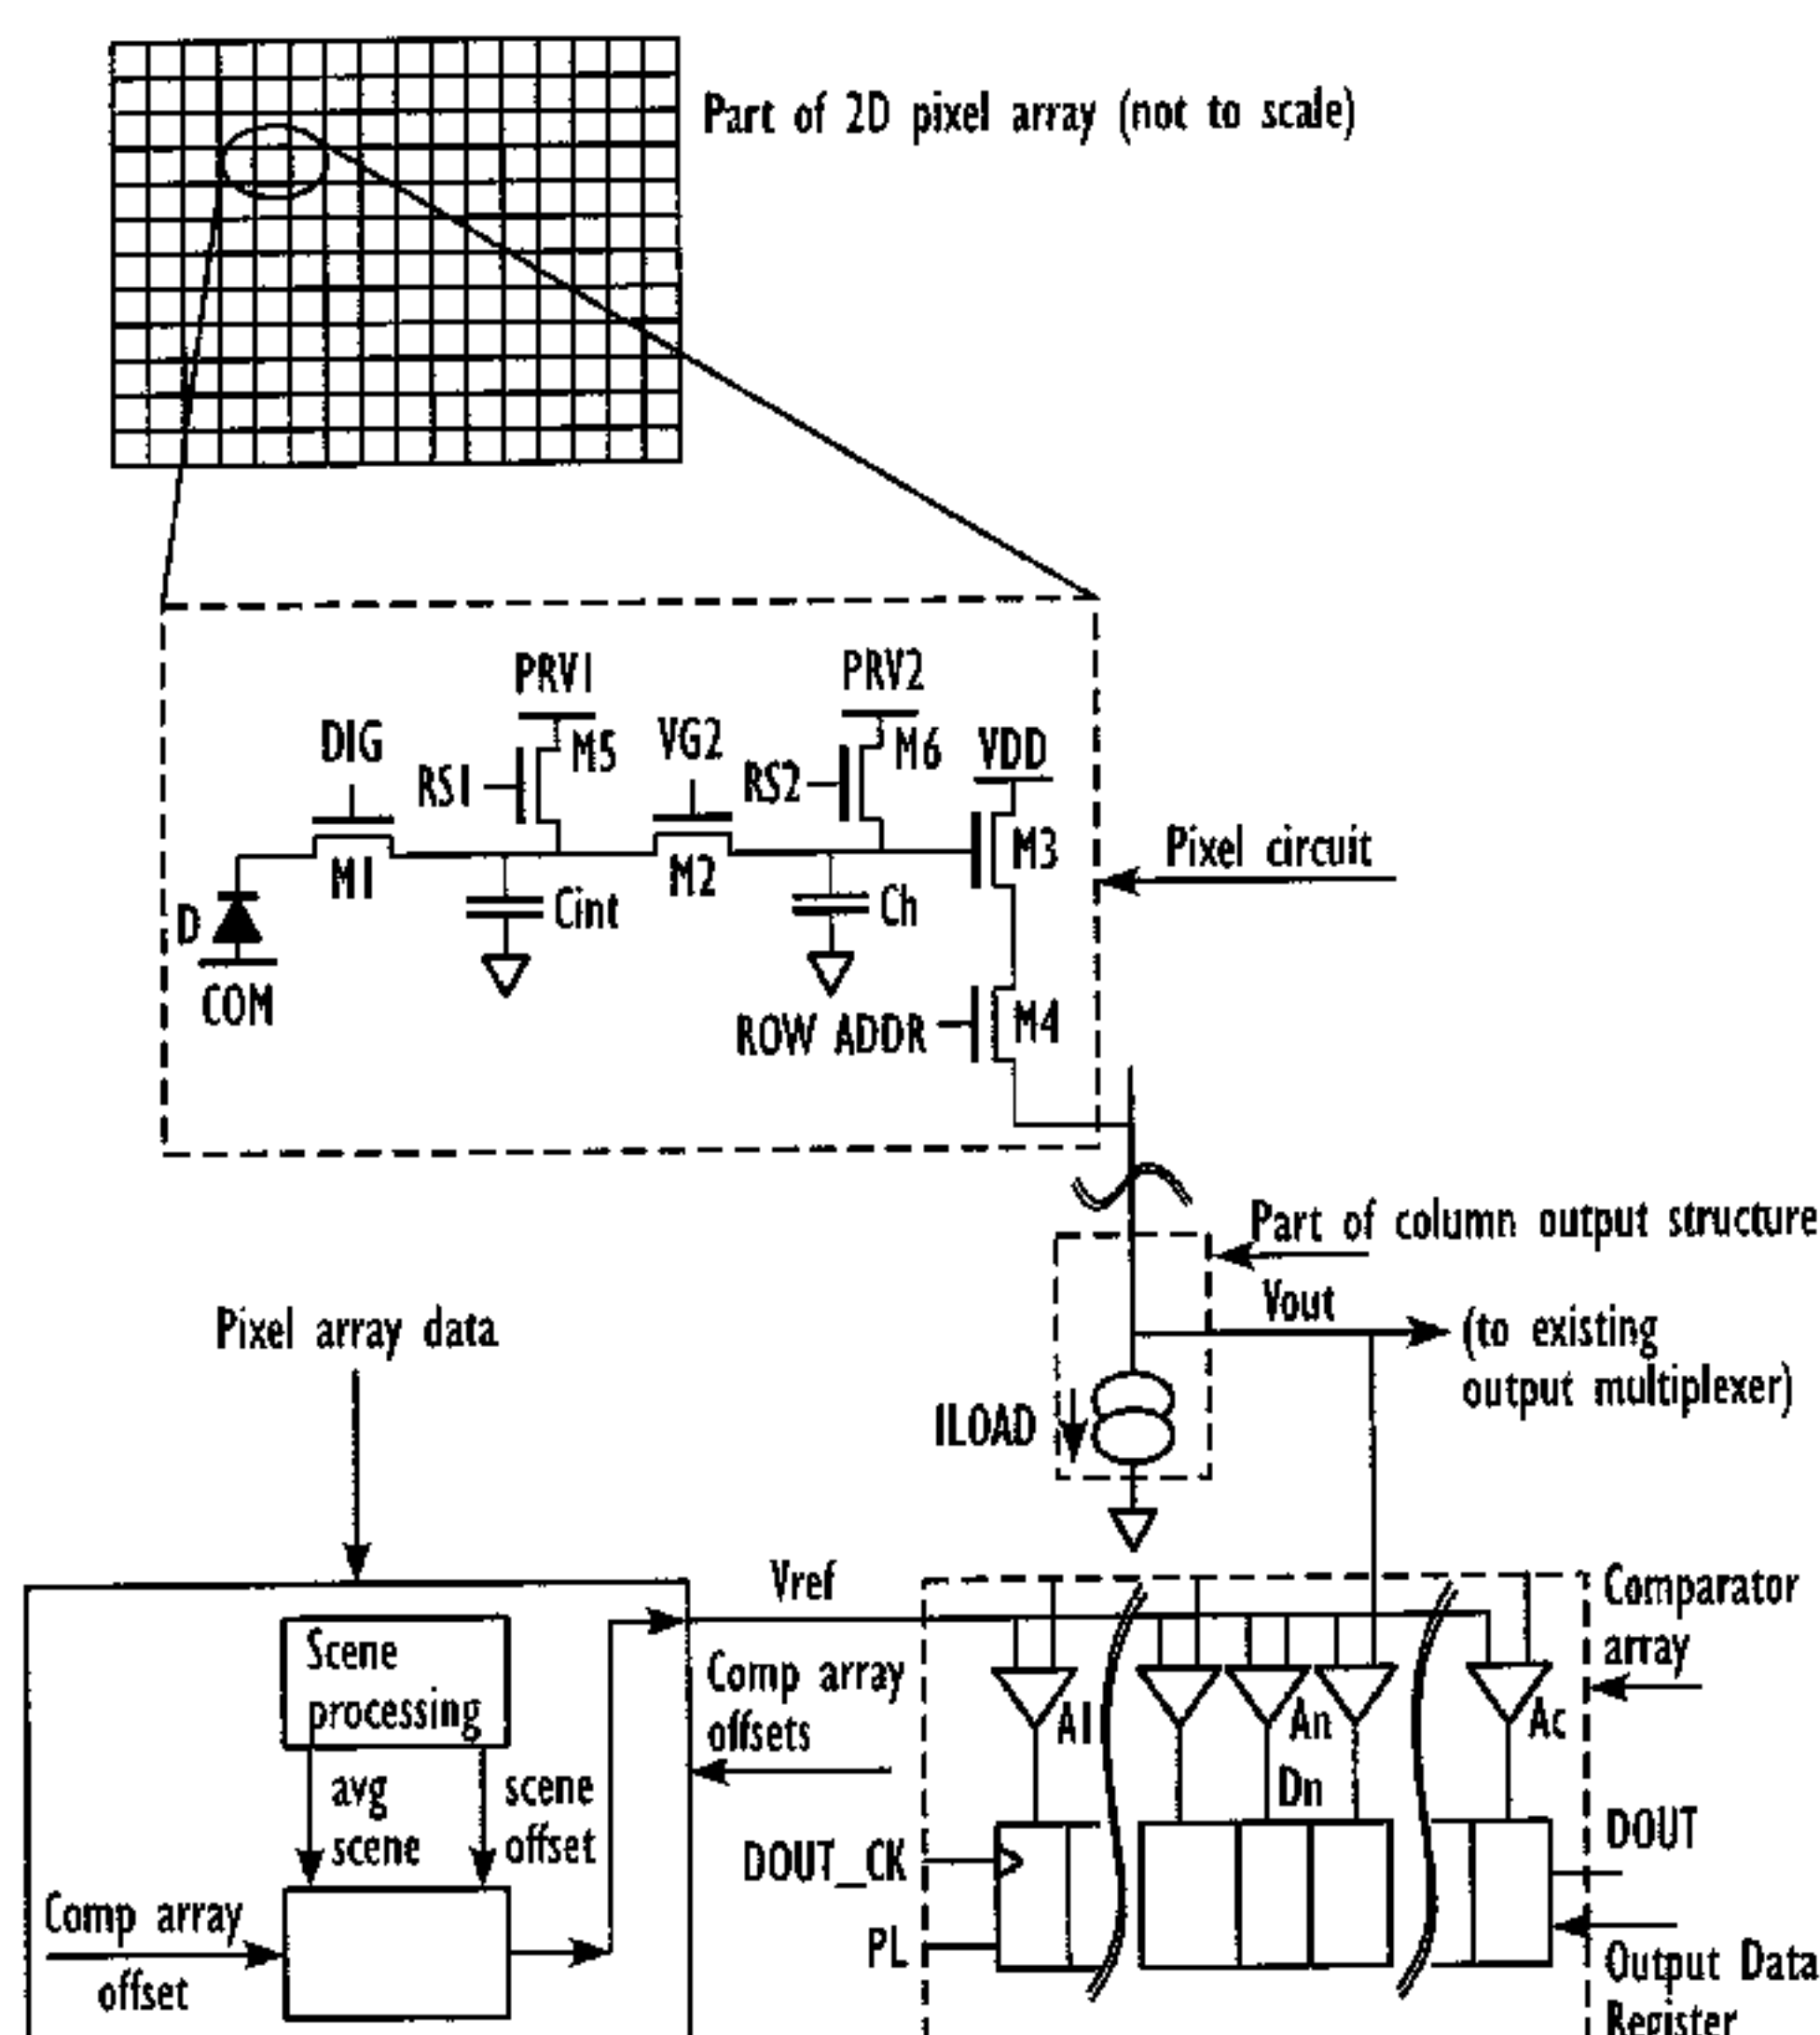 Part of 2D pixel array (not to scale)
PRV1
PRV2
DIG
M5
VG2
M6
VDD
RS1
RS2
M1
M2
M3
Pixel circuit
D
Cint
Ch
COM
ROW ADDR
M4
Part of column output structure
Vout
Pixel array data
(to existing
output multiplexer)
ILOAD
Vref
Comparator
array
Scene
processing
Comp array
offsets
A1
An
Ac
avg
scene
scene
offset
Dn
DOUT_CK
DOUT
Comp array
offset
PL
Output Data
Register